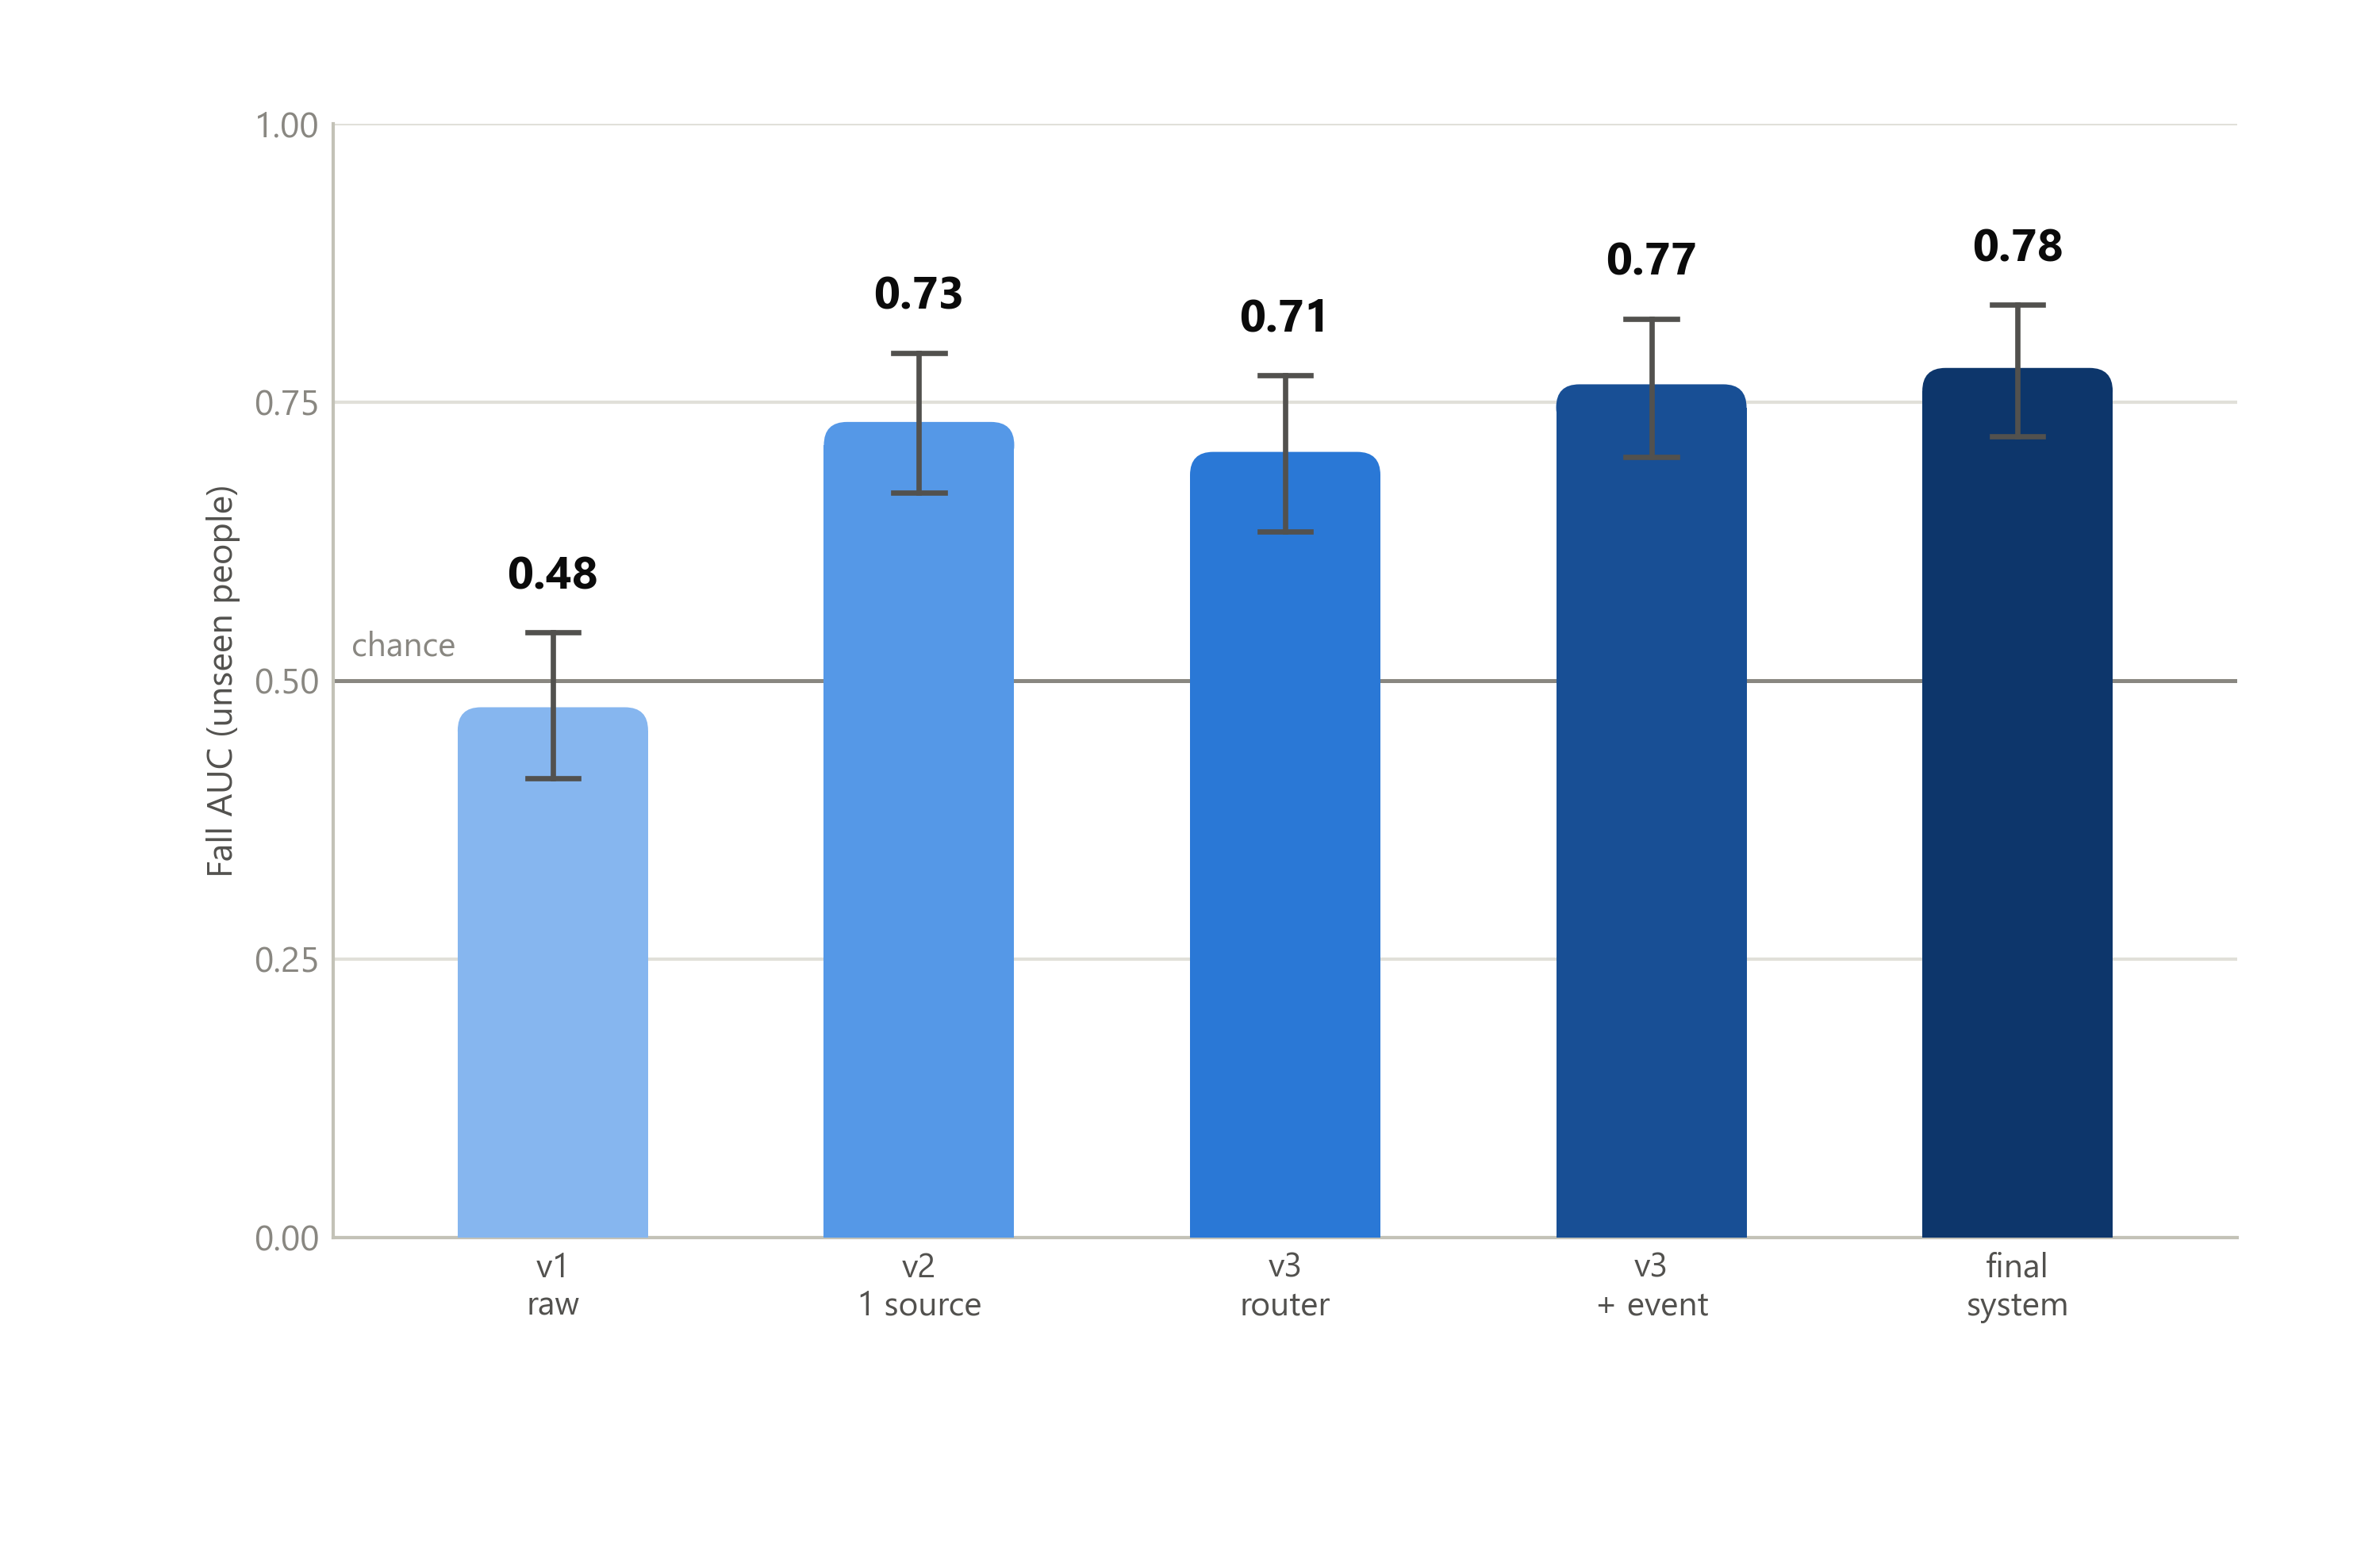 1.00
0.75
0.50
0.25
0.00
Fall AUC (unseen people)
chance
0.48
0.73
0.71
0.77
0.78
v1
raw
v2
1 source
v3
router
v3
+ event
final
system